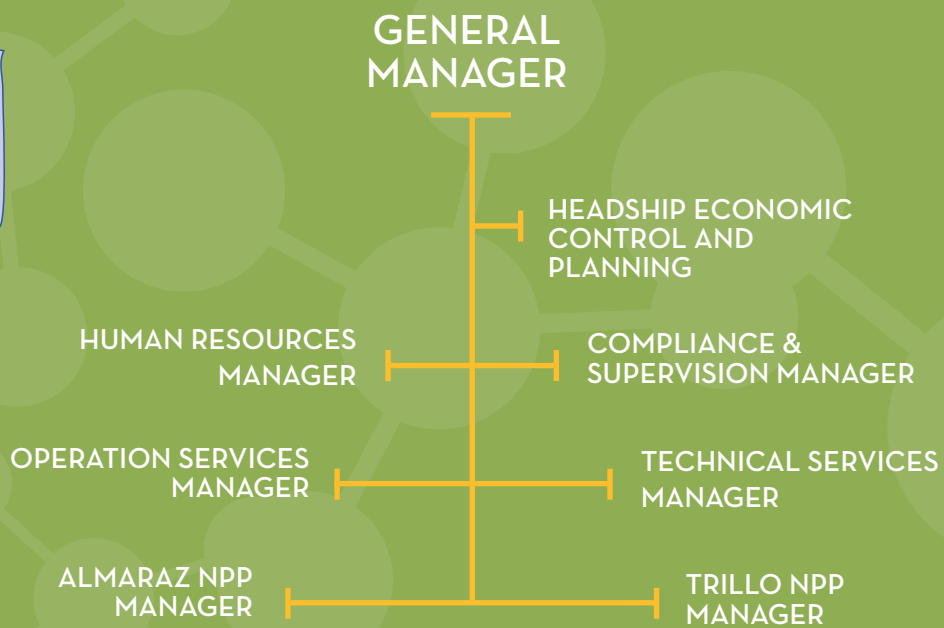 GENERAL
MANAGER
HEADSHIP ECONOMIC
CONTROL AND
PLANNING
HUMAN RESOURCES
MANAGER
COMPLIANCE &
SUPERVISION MANAGER
OPERATION SERVICES
MANAGER
TECHNICAL SERVICES
MANAGER
ALMARAZ NPP
MANAGER
TRILLO NPP
MANAGER